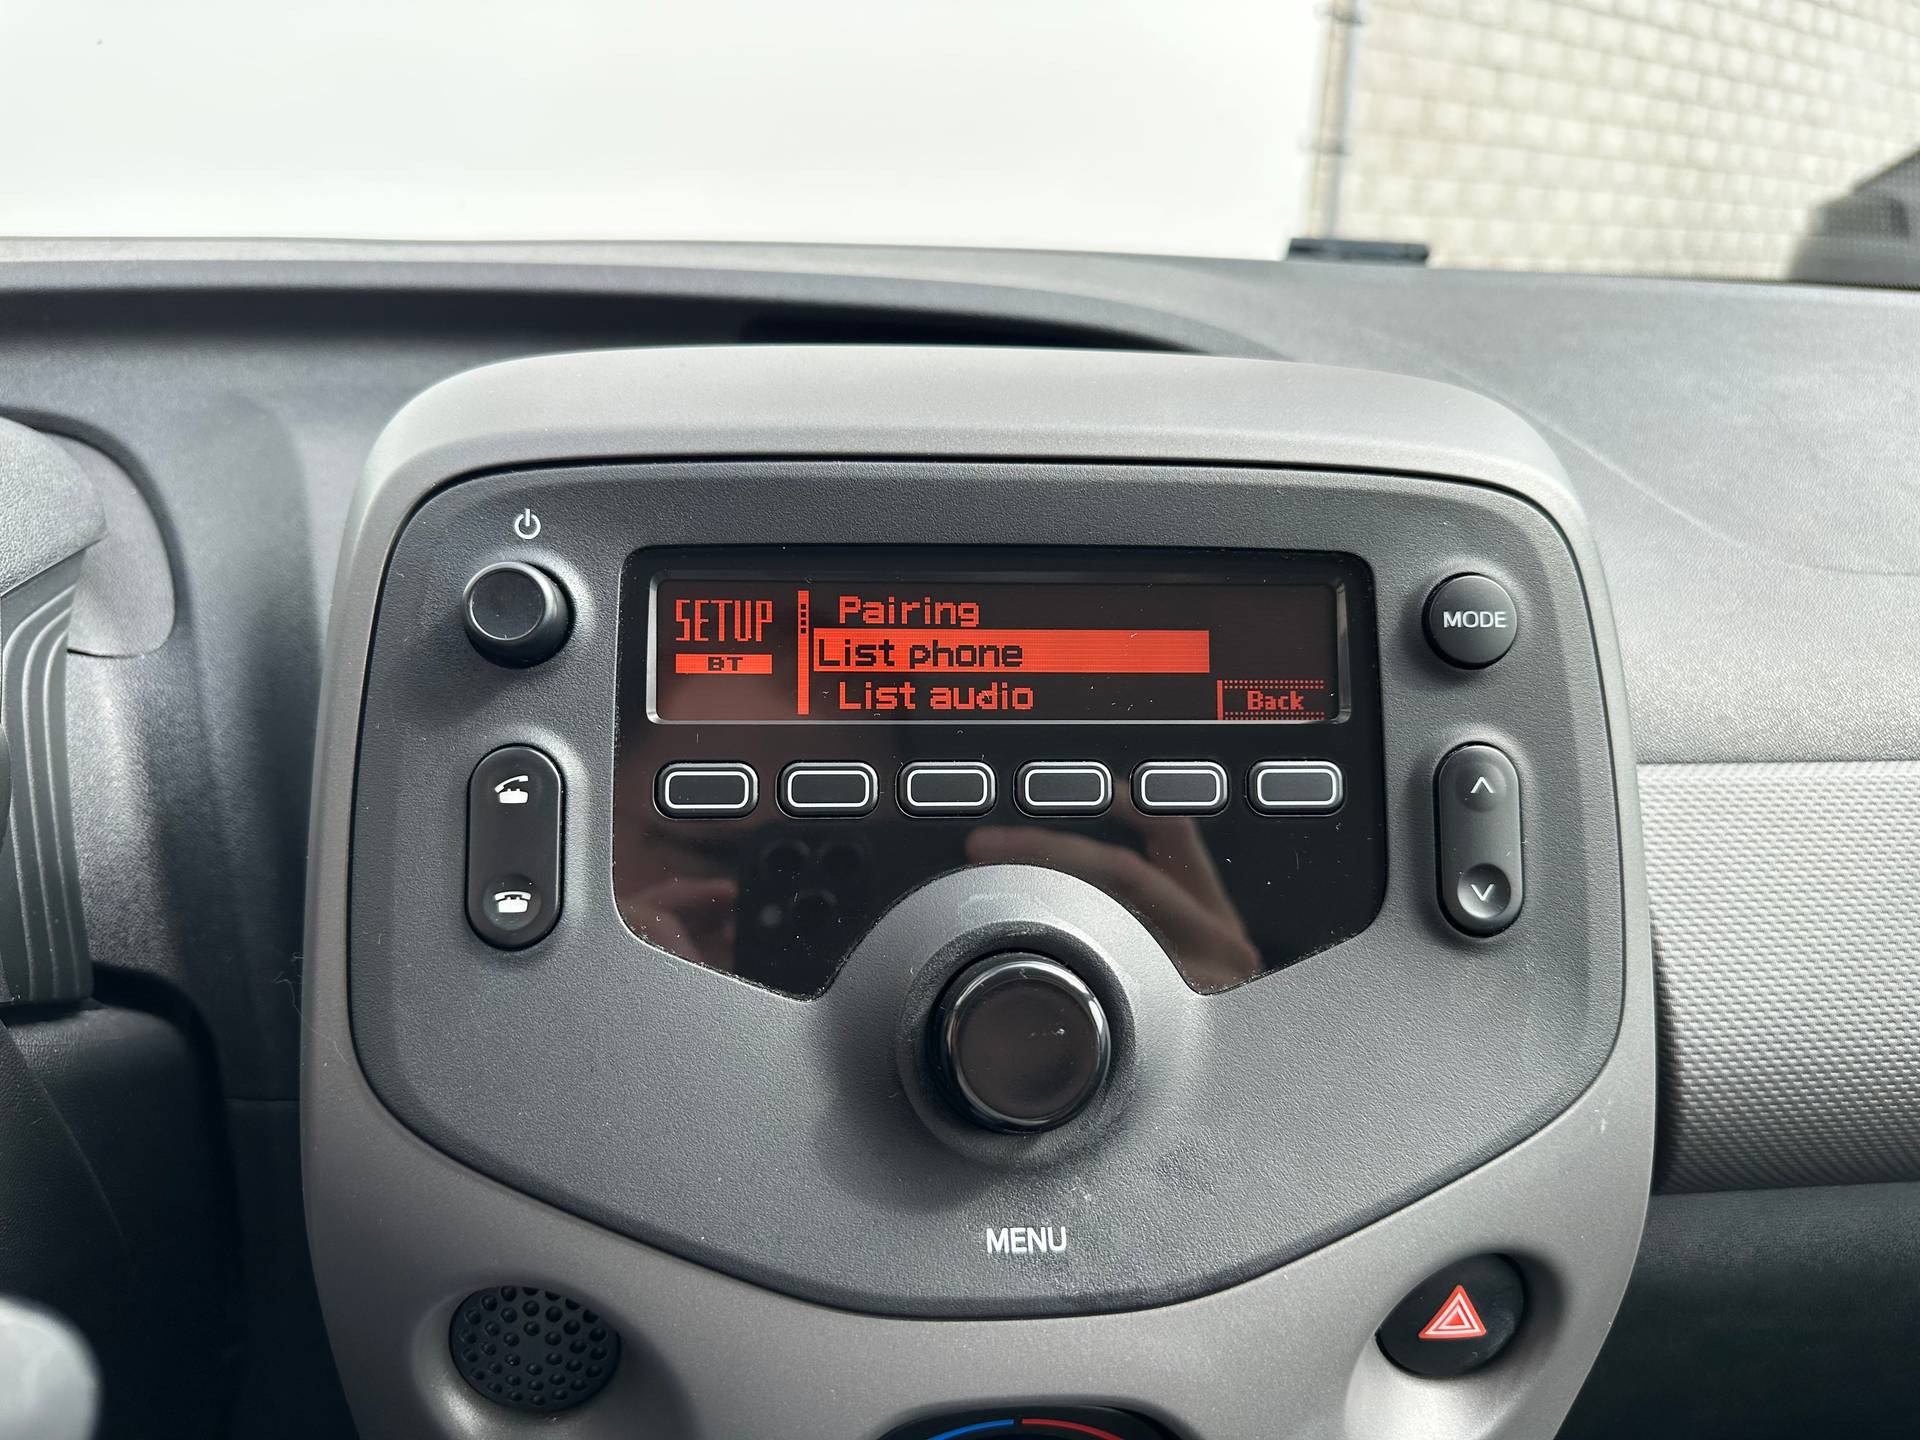 SETUP
BT
Pairing
List phone
List audio
Back
MODE
MENU